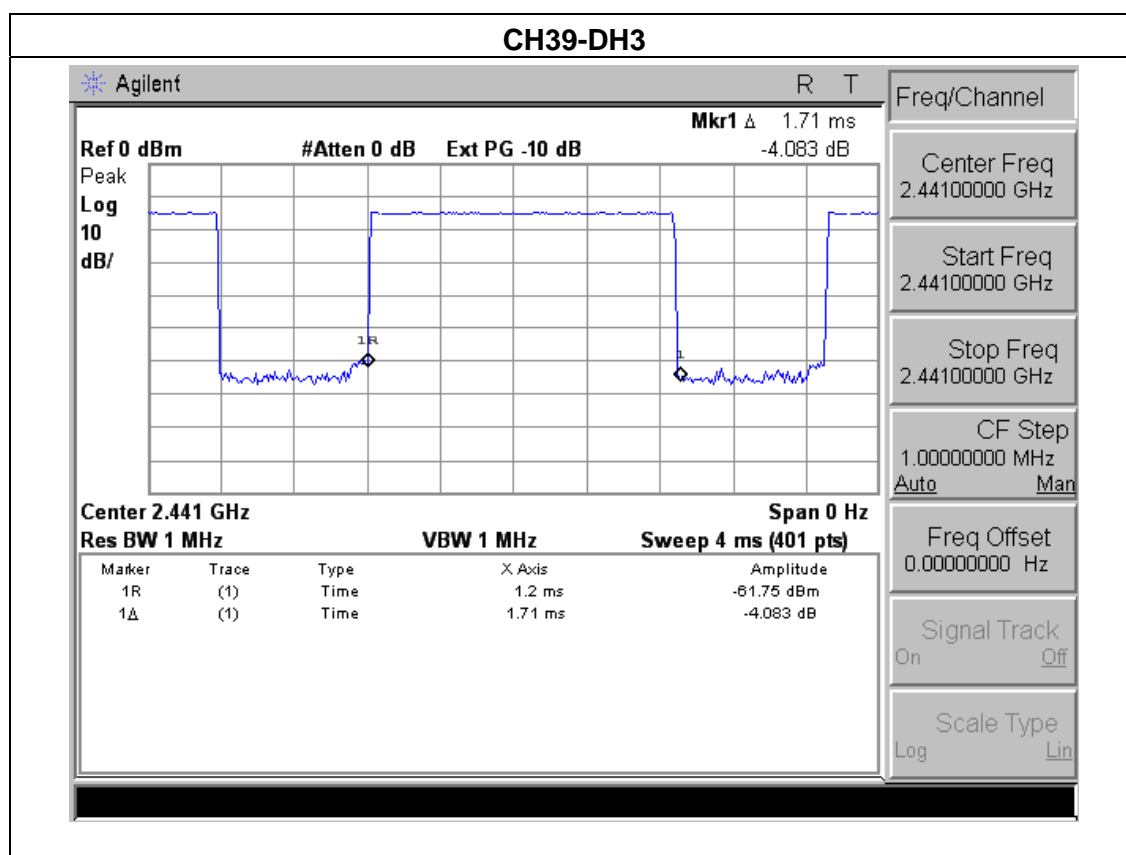 CH39-DH3
Agilent R T
Mkr1 Δ 1.71 ms
Ref 0 dBm #Atten 0 dB Ext PG -10 dB -4.083 dB
Peak
Log
10
dB/
1R
1
Center 2.441 GHz Span 0 Hz
Res BW 1 MHz VBW 1 MHz Sweep 4 ms (401 pts)
Marker Trace Type X Axis Amplitude
1R (1) Time 1.2 ms -61.75 dBm
1Δ (1) Time 1.71 ms -4.083 dB
Freq/Channel
Center Freq
2.44100000 GHz
Start Freq
2.44100000 GHz
Stop Freq
2.44100000 GHz
CF Step
1.00000000 MHz
Auto Man
Freq Offset
0.00000000 Hz
Signal Track
On Off
Scale Type
Log Lin